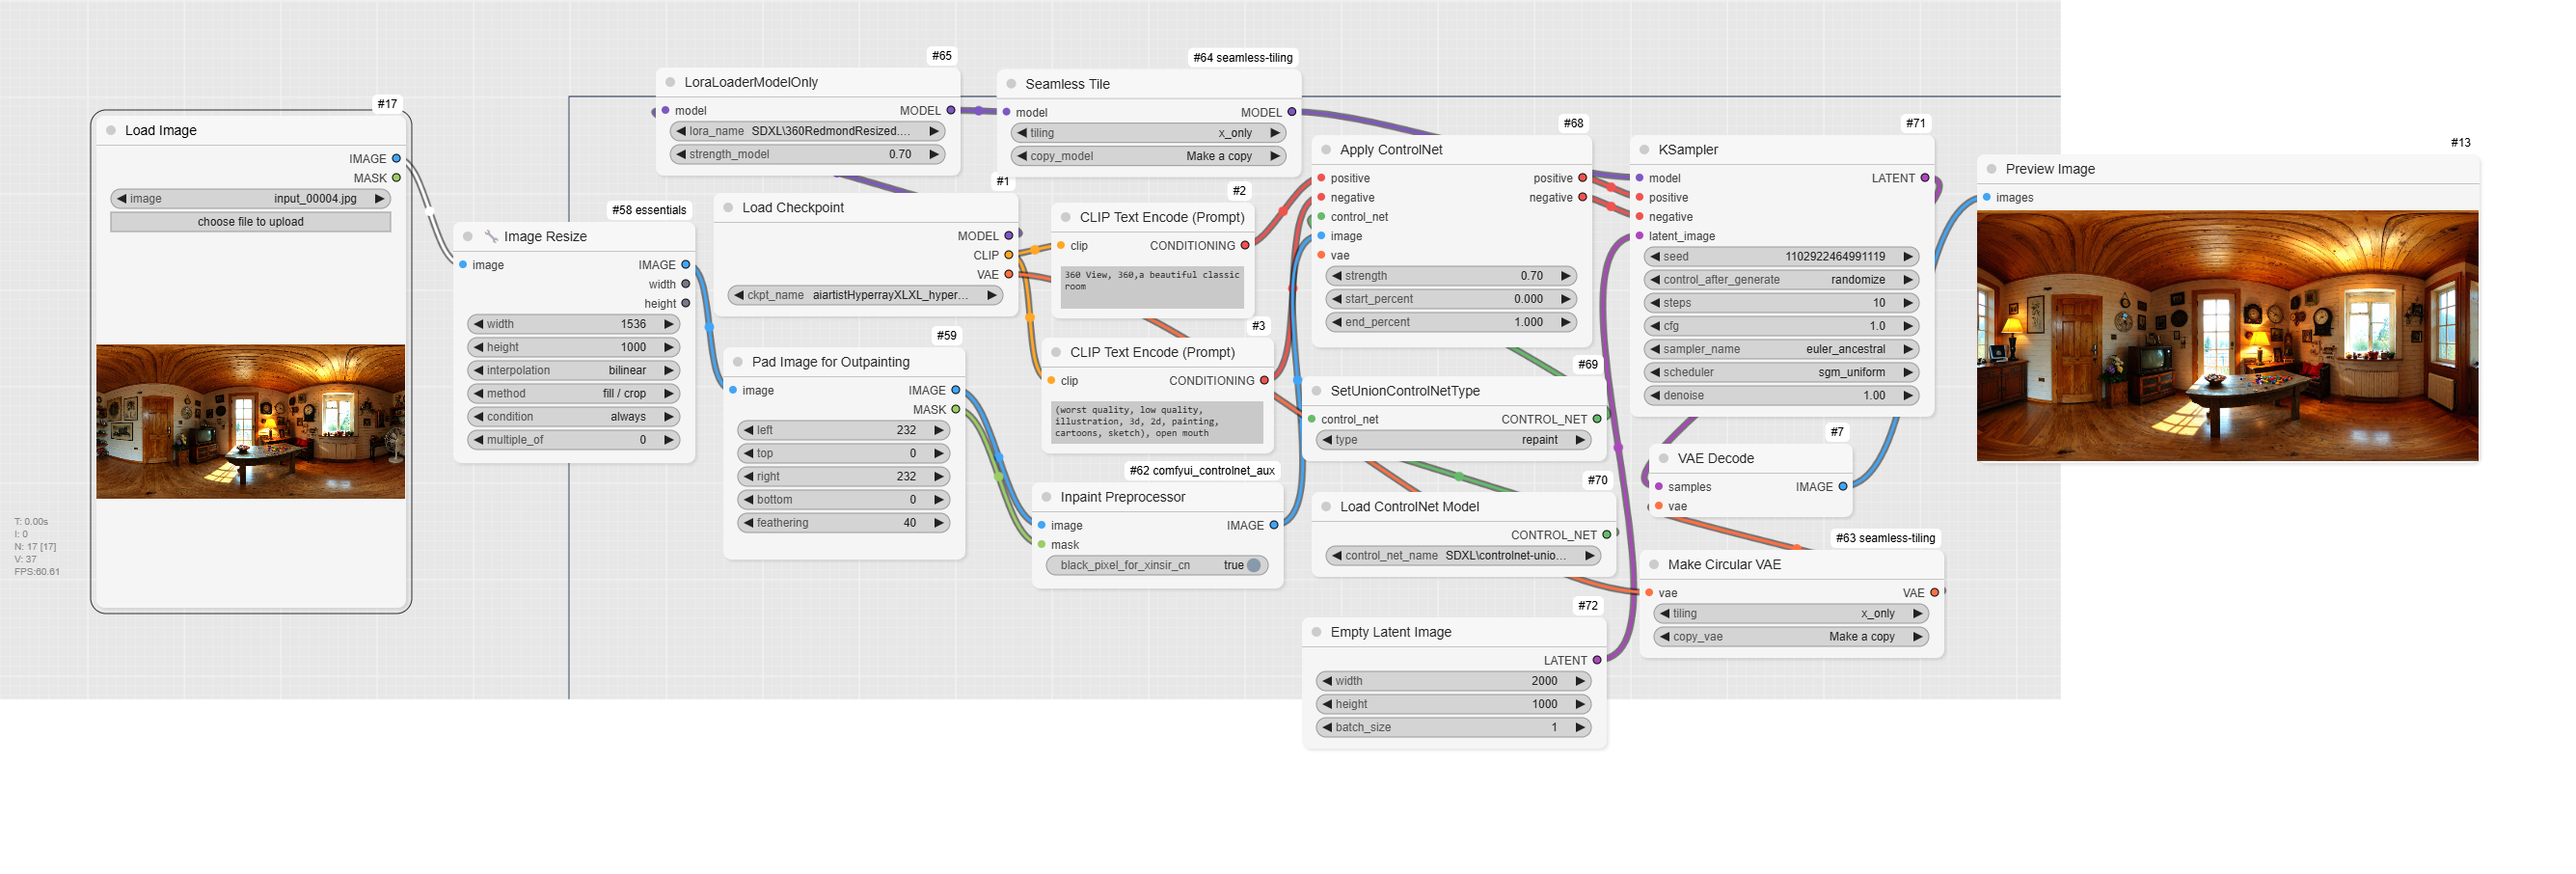 #17
Load Image
IMAGE
MASK
image input_00004.jpg
choose file to upload
T: 0.00s
I: 0
N: 17 [17]
V: 37
FPS:60.61
#58 essentials
🔧 Image Resize
image IMAGE
width
height
width 1536
height 1000
interpolation bilinear
method fill / crop
condition always
multiple_of 0
#65
LoraLoaderModelOnly
model MODEL
lora_name SDXL\360RedmondResized....
strength_model 0.70
#64 seamless-tiling
Seamless Tile
model MODEL
tiling x_only
copy_model Make a copy
#1
Load Checkpoint
MODEL
CLIP
VAE
ckpt_name aiartistHyperrayXLXL_hyper...
#59
Pad Image for Outpainting
image IMAGE
MASK
left 232
top 0
right 232
bottom 0
feathering 40
#2
CLIP Text Encode (Prompt)
clip CONDITIONING
360 View, 360,a beautiful classic
room
#3
CLIP Text Encode (Prompt)
clip CONDITIONING
(worst quality, low quality,
illustration, 3d, 2d, painting,
cartoons, sketch), open mouth
#62 comfyui_controlnet_aux
Inpaint Preprocessor
image IMAGE
mask
black_pixel_for_xinsir_cn true
#68
Apply ControlNet
positive positive
negative negative
control_net
image
vae
strength 0.70
start_percent 0.000
end_percent 1.000
#69
SetUnionControlNetType
control_net CONTROL_NET
type repaint
#70
Load ControlNet Model
CONTROL_NET
control_net_name SDXL\controlnet-unio...
#72
Empty Latent Image
LATENT
width 2000
height 1000
batch_size 1
#71
KSampler
model LATENT
positive
negative
latent_image
seed 1102922464991119
control_after_generate randomize
steps 10
cfg 1.0
sampler_name euler_ancestral
scheduler sgm_uniform
denoise 1.00
#7
VAE Decode
samples IMAGE
vae
#63 seamless-tiling
Make Circular VAE
vae VAE
tiling x_only
copy_vae Make a copy
#13
Preview Image
images